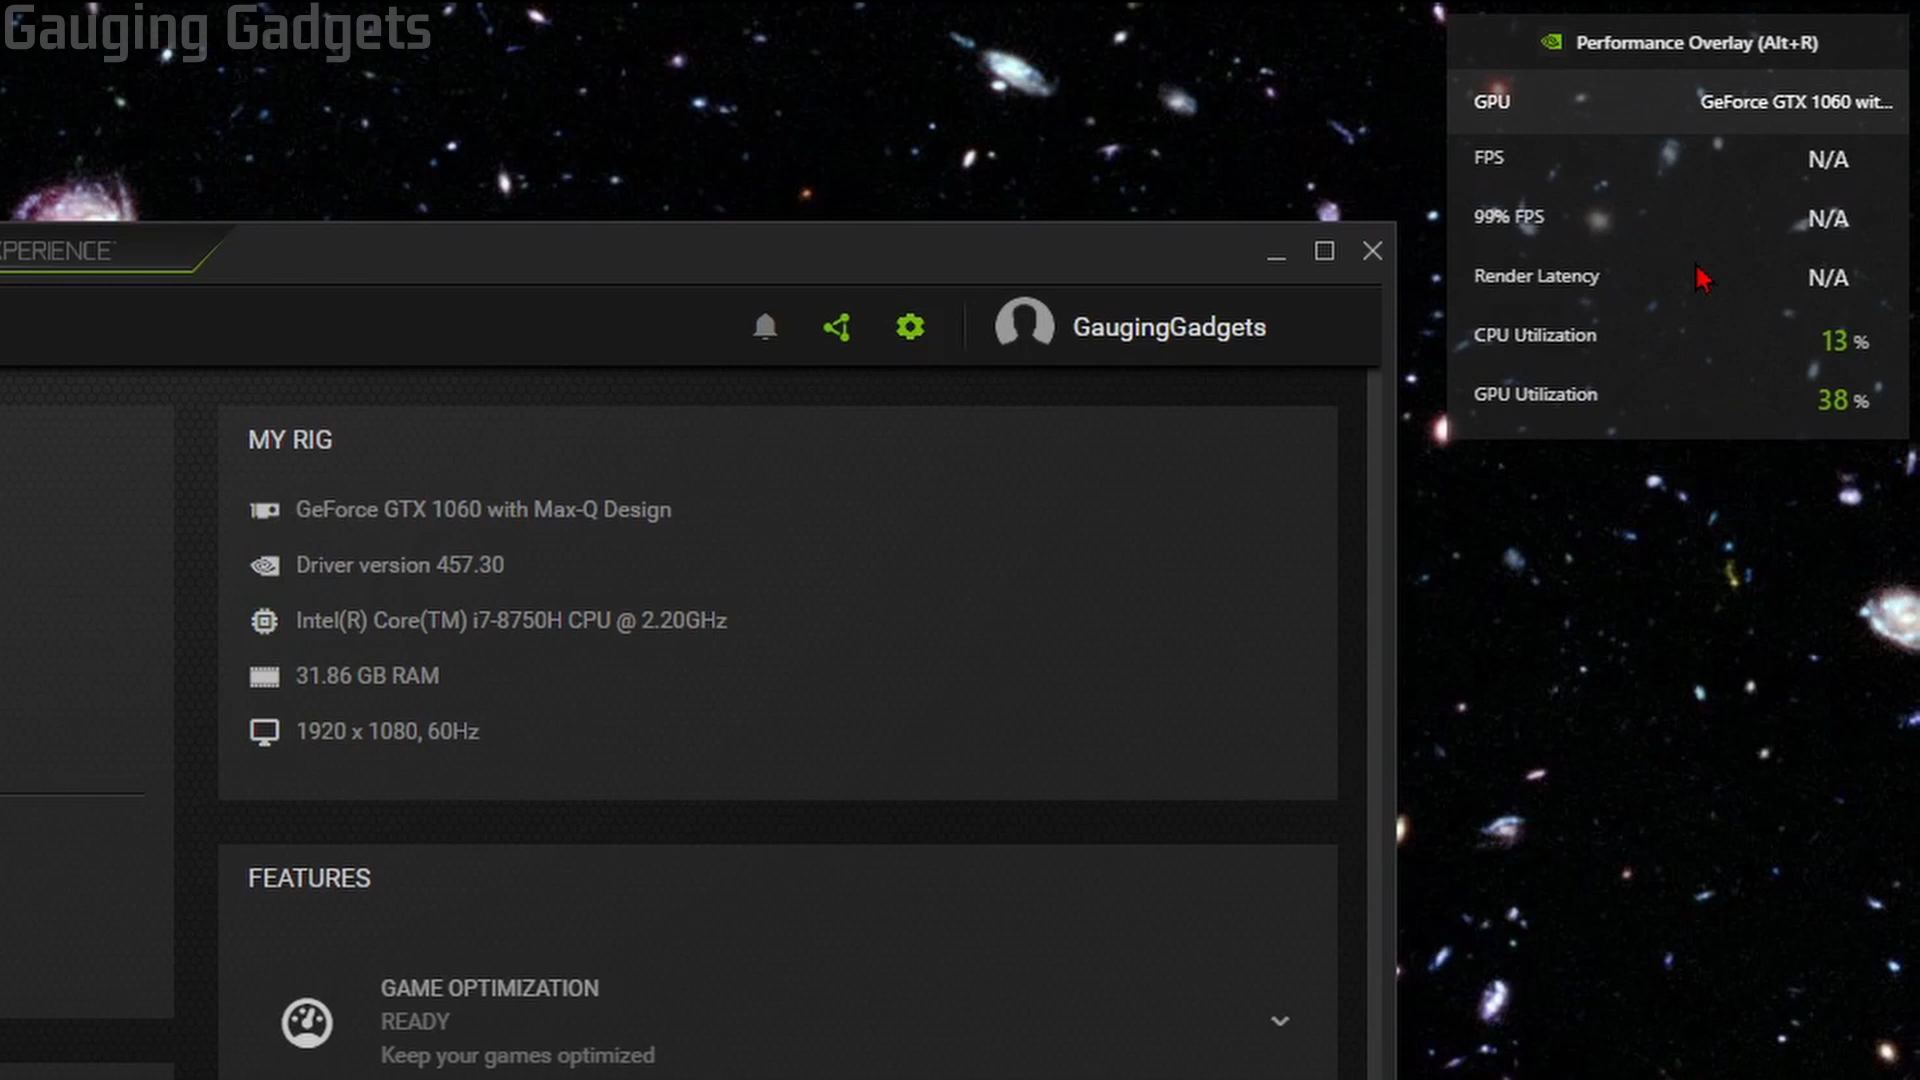 Gauging Gadgets
Performance Overlay (Alt+R)
GPU GeForce GTX 1060 wit...
FPS N/A
99% FPS N/A
Render Latency N/A
CPU Utilization 13 %
GPU Utilization 38 %
XPERIENCE
GaugingGadgets
MY RIG
GeForce GTX 1060 with Max-Q Design
Driver version 457.30
Intel(R) Core(TM) i7-8750H CPU @ 2.20GHz
31.86 GB RAM
1920 x 1080, 60Hz
FEATURES
GAME OPTIMIZATION
READY
Keep your games optimized